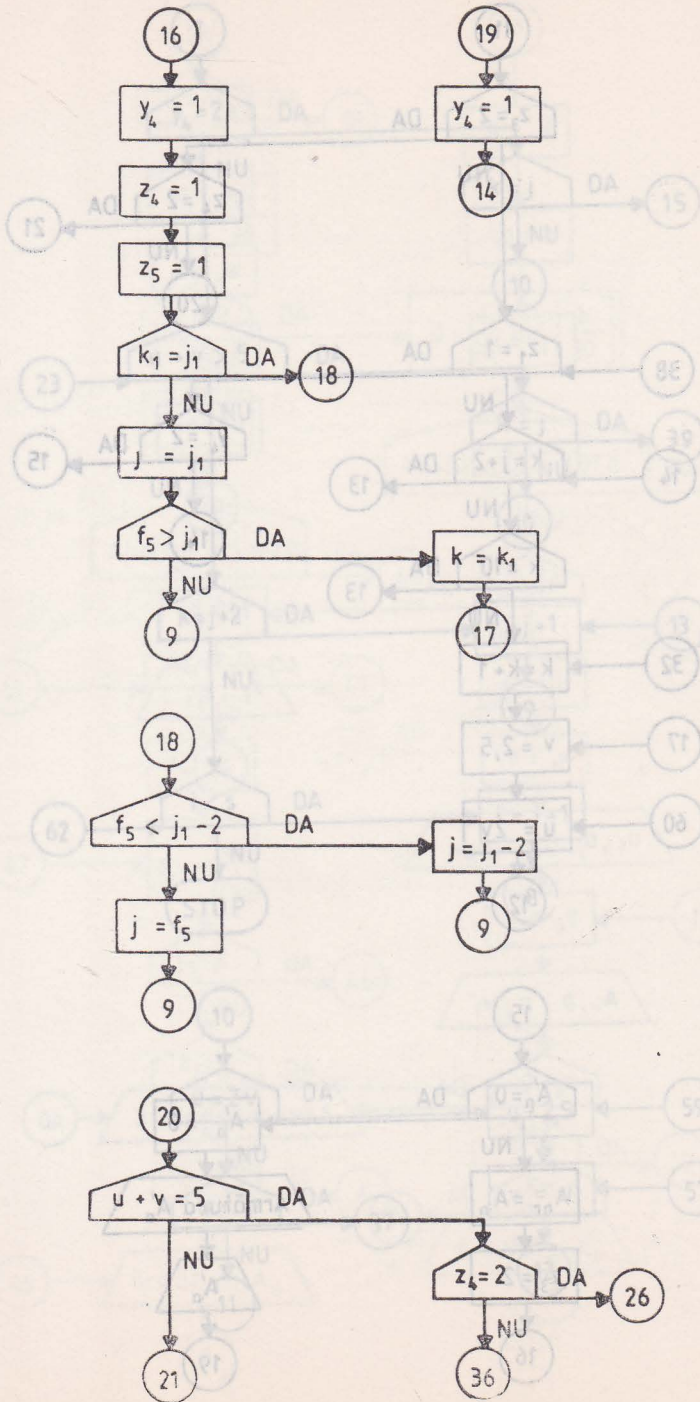 16
y₄ = 1
z₄ = 1
z₅ = 1
k₁ = j₁ DA 18
NU
j = j₁
f₅ > j₁ DA k = k₁
NU
9 17
19
y₄ = 1
14
18
f₅ < j₁ - 2 DA j = j₁ - 2
NU
j = f₅ 9
9
20
u + v = 5 DA
NU
z₄ = 2 DA 26
NU
21 36